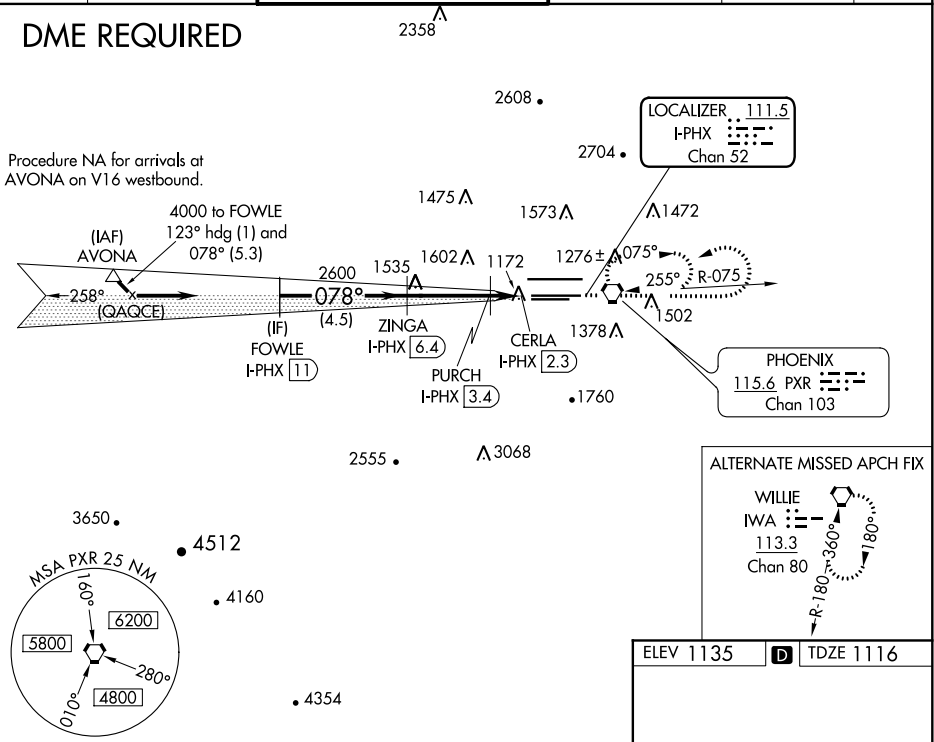 DME REQUIRED
2358
2608
LOCALIZER 111.5
I-PHX
Chan 52
2704
Procedure NA for arrivals at
AVONA on V16 westbound.
4000 to FOWLE
123° hdg (1) and
078° (5.3)
1475
1573
1472
(IAF)
AVONA
1602
1172
1276±
075°
2600
1535
255°
R-075
258°
078°
(QAQCE)
(4.5)
1502
(IF)
FOWLE
I-PHX 11
ZINGA
I-PHX 6.4
PURCH
I-PHX 3.4
CERLA
I-PHX 2.3
1378
PHOENIX
115.6 PXR
Chan 103
1760
2555
3068
ALTERNATE MISSED APCH FIX
WILLIE
IWA
113.3
Chan 80
360°
180°
R-180
3650
4512
4160
MSA PXR 25 NM
160°
6200
5800
280°
4800
010°
4354
ELEV 1135
D
TDZE 1116